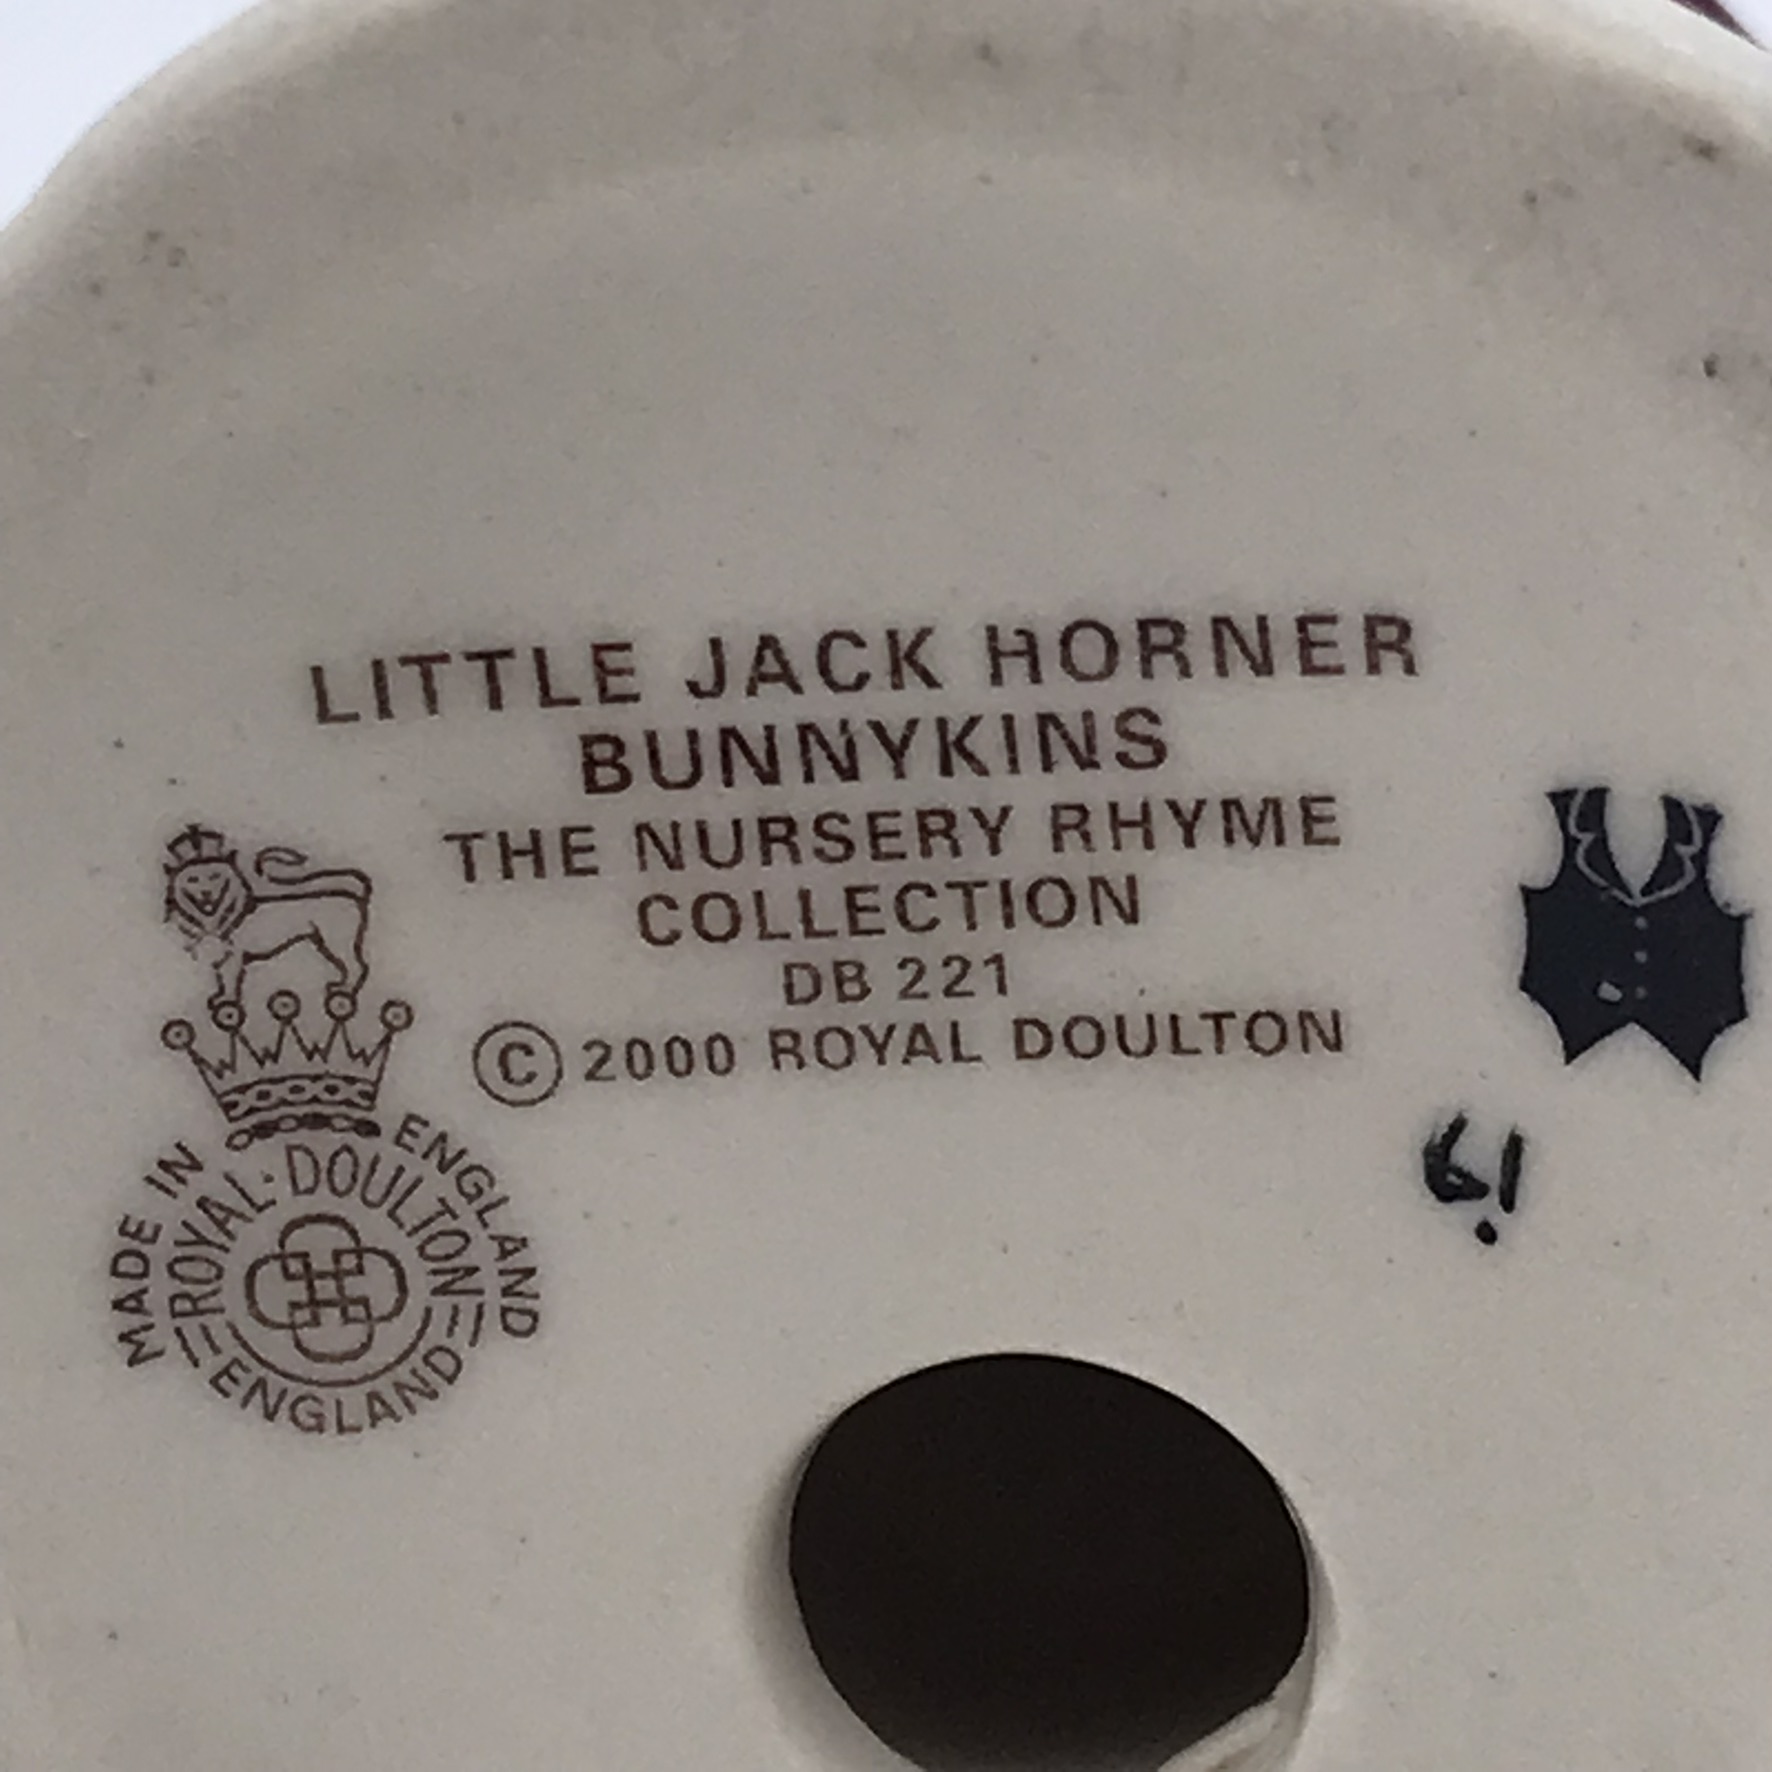 LITTLE JACK HORNER
BUNNYKINS
THE NURSERY RHYME
COLLECTION
DB 221
© 2000 ROYAL DOULTON
MADE IN ENGLAND
ROYAL · DOULTON
ENGLAND